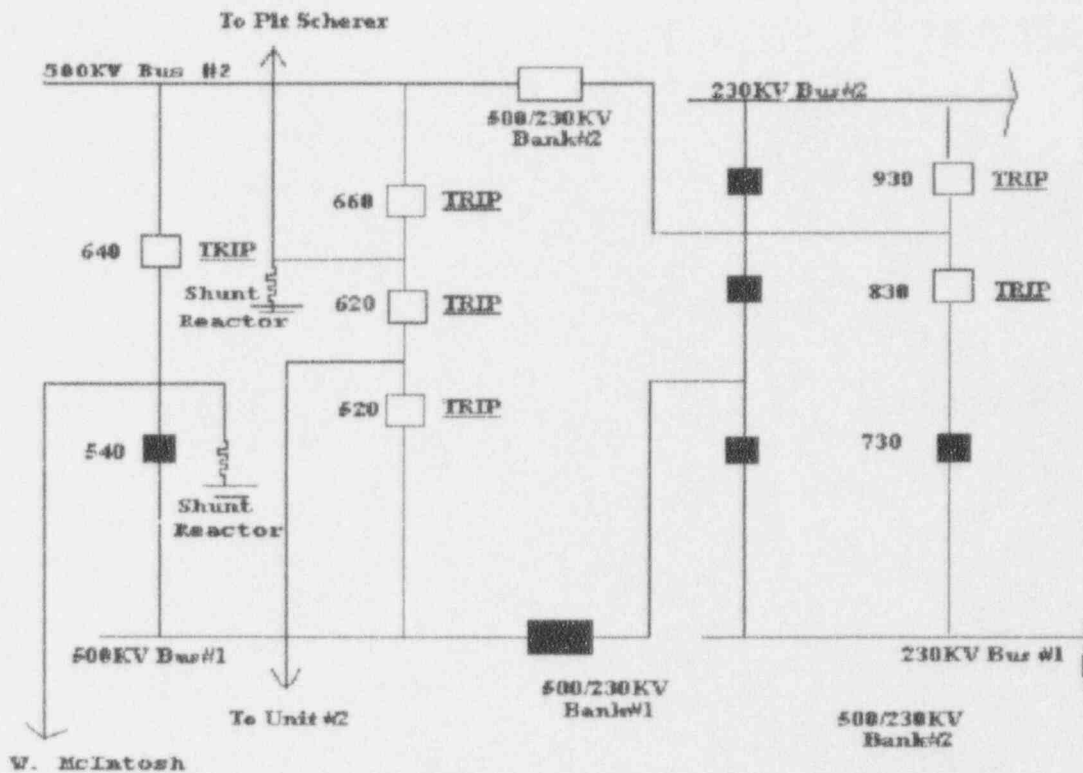 To Plt Scherer
500KV Bus #2
230KV Bus#2
500/230KV
Bank#2
660
TRIP
930
TRIP
640
TRIP
Shunt
Reactor
620
TRIP
830
TRIP
520
TRIP
540
730
Shunt
Reactor
500KV Bus#1
230KV Bus #1
500/230KV
Bank#1
To Unit #2
500/230KV
Bank#2
W. McIntosh